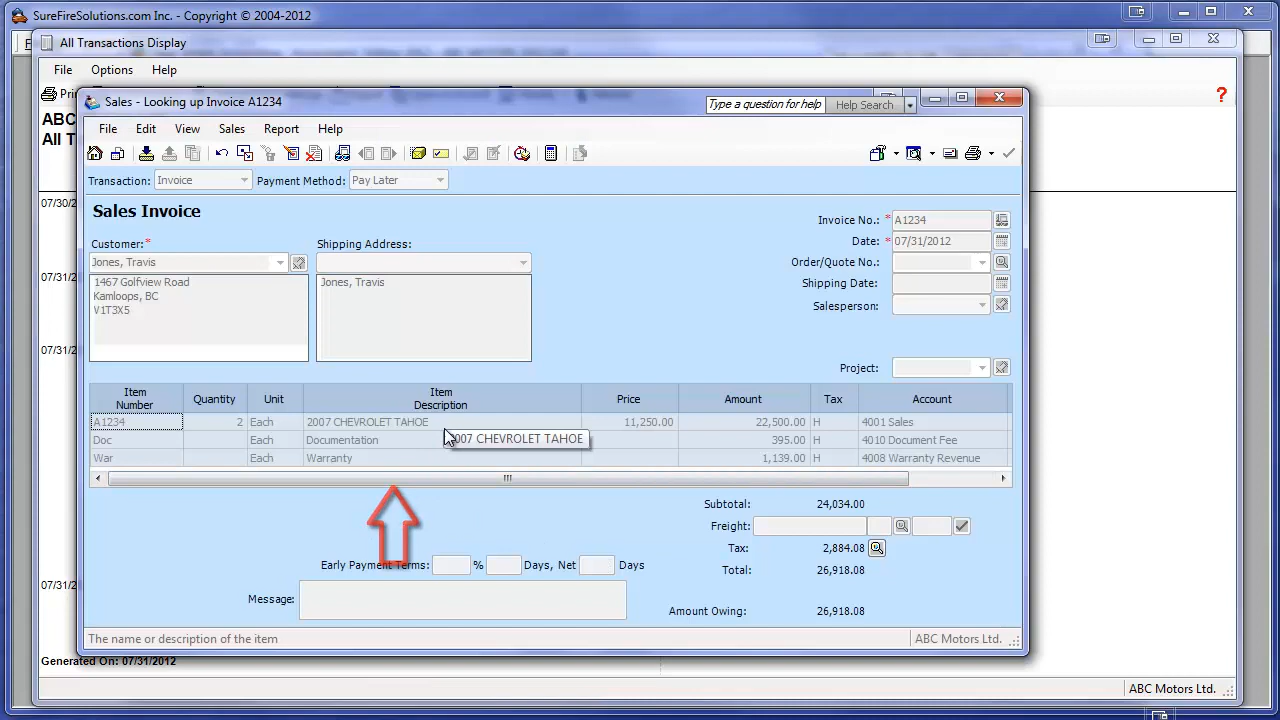 SureFireSolutions.com Inc. - Copyright © 2004-2012
All Transactions Display
File Options Help
Sales - Looking up Invoice A1234
Type a question for help Help Search
ABC
All T
File Edit View Sales Report Help
Transaction: Invoice Payment Method: Pay Later
Sales Invoice
Invoice No.: * A1234
Date: * 07/31/2012
Order/Quote No.:
Shipping Date:
Salesperson:
Project:
Customer:* Shipping Address:
Jones, Travis
1467 Golfview Road Jones, Travis
Kamloops, BC
V1T3X5
07/30/2
07/31/2
07/31/2
07/31/2
Item Number Quantity Unit Item Description Price Amount Tax Account
A1234 2 Each 2007 CHEVROLET TAHOE 11,250.00 22,500.00 H 4001 Sales
Doc Each Documentation 395.00 H 4010 Document Fee
2007 CHEVROLET TAHOE
War Each Warranty 1,139.00 H 4008 Warranty Revenue
Subtotal: 24,034.00
Freight:
Tax: 2,884.08
Total: 26,918.08
Early Payment Terms: % Days, Net Days
Message:
Amount Owing: 26,918.08
The name or description of the item ABC Motors Ltd.
Generated On: 07/31/2012
ABC Motors Ltd.